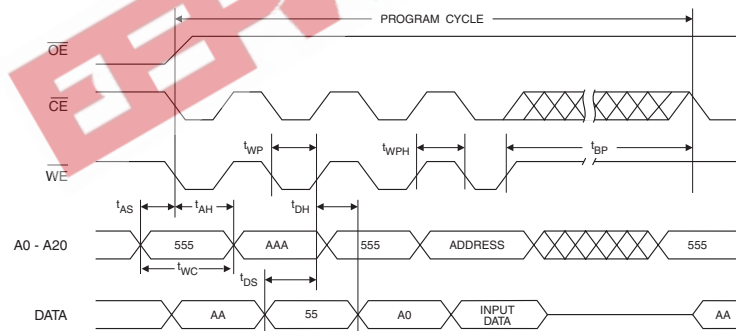 PROGRAM CYCLE
OE
CE
tWP
tWPH
tBP
WE
tAS
tAH
tDH
A0 - A20
555
AAA
555
ADDRESS
555
tWC
tDS
DATA
AA
55
A0
INPUT
DATA
AA